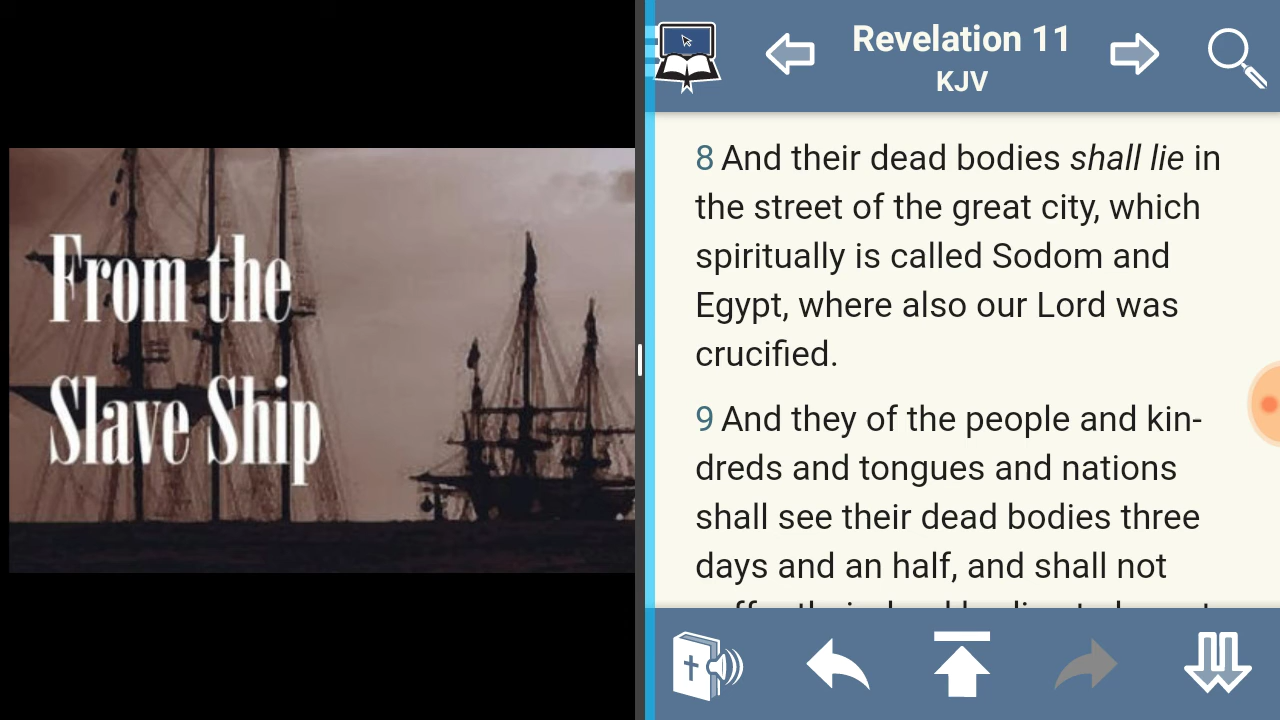 From the
Slave Ship
Revelation 11
KJV
8 And their dead bodies shall lie in
the street of the great city, which
spiritually is called Sodom and
Egypt, where also our Lord was
crucified.
9 And they of the people and kin-
dreds and tongues and nations
shall see their dead bodies three
days and an half, and shall not